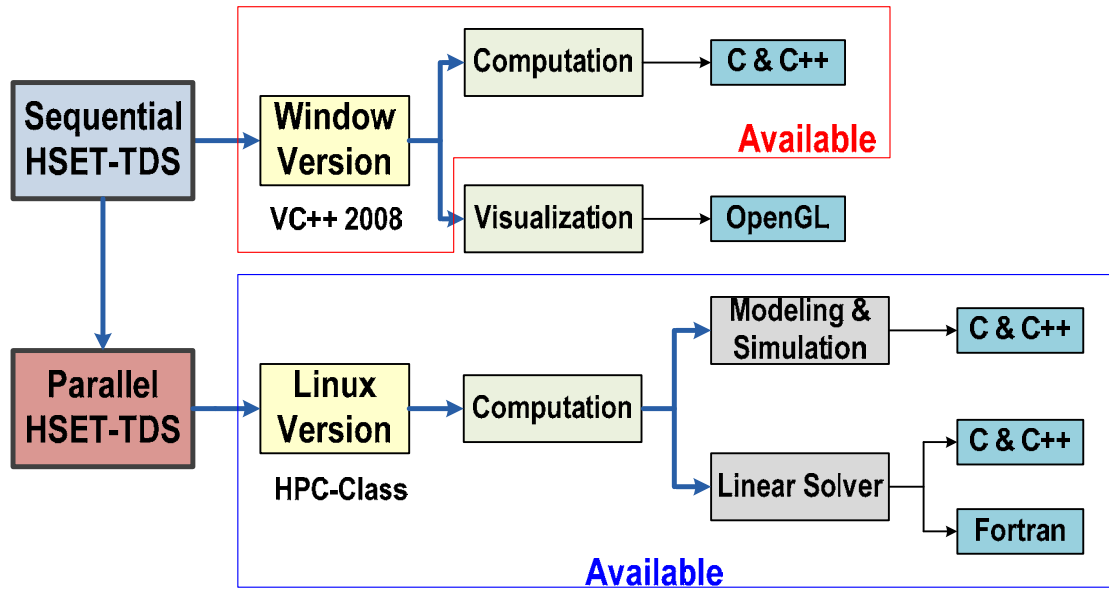 Sequential
HSET-TDS
Window
Version
VC++ 2008
Computation
C & C++
Available
Visualization
OpenGL
Parallel
HSET-TDS
Linux
Version
HPC-Class
Computation
Modeling &
Simulation
C & C++
Linear Solver
C & C++
Fortran
Available